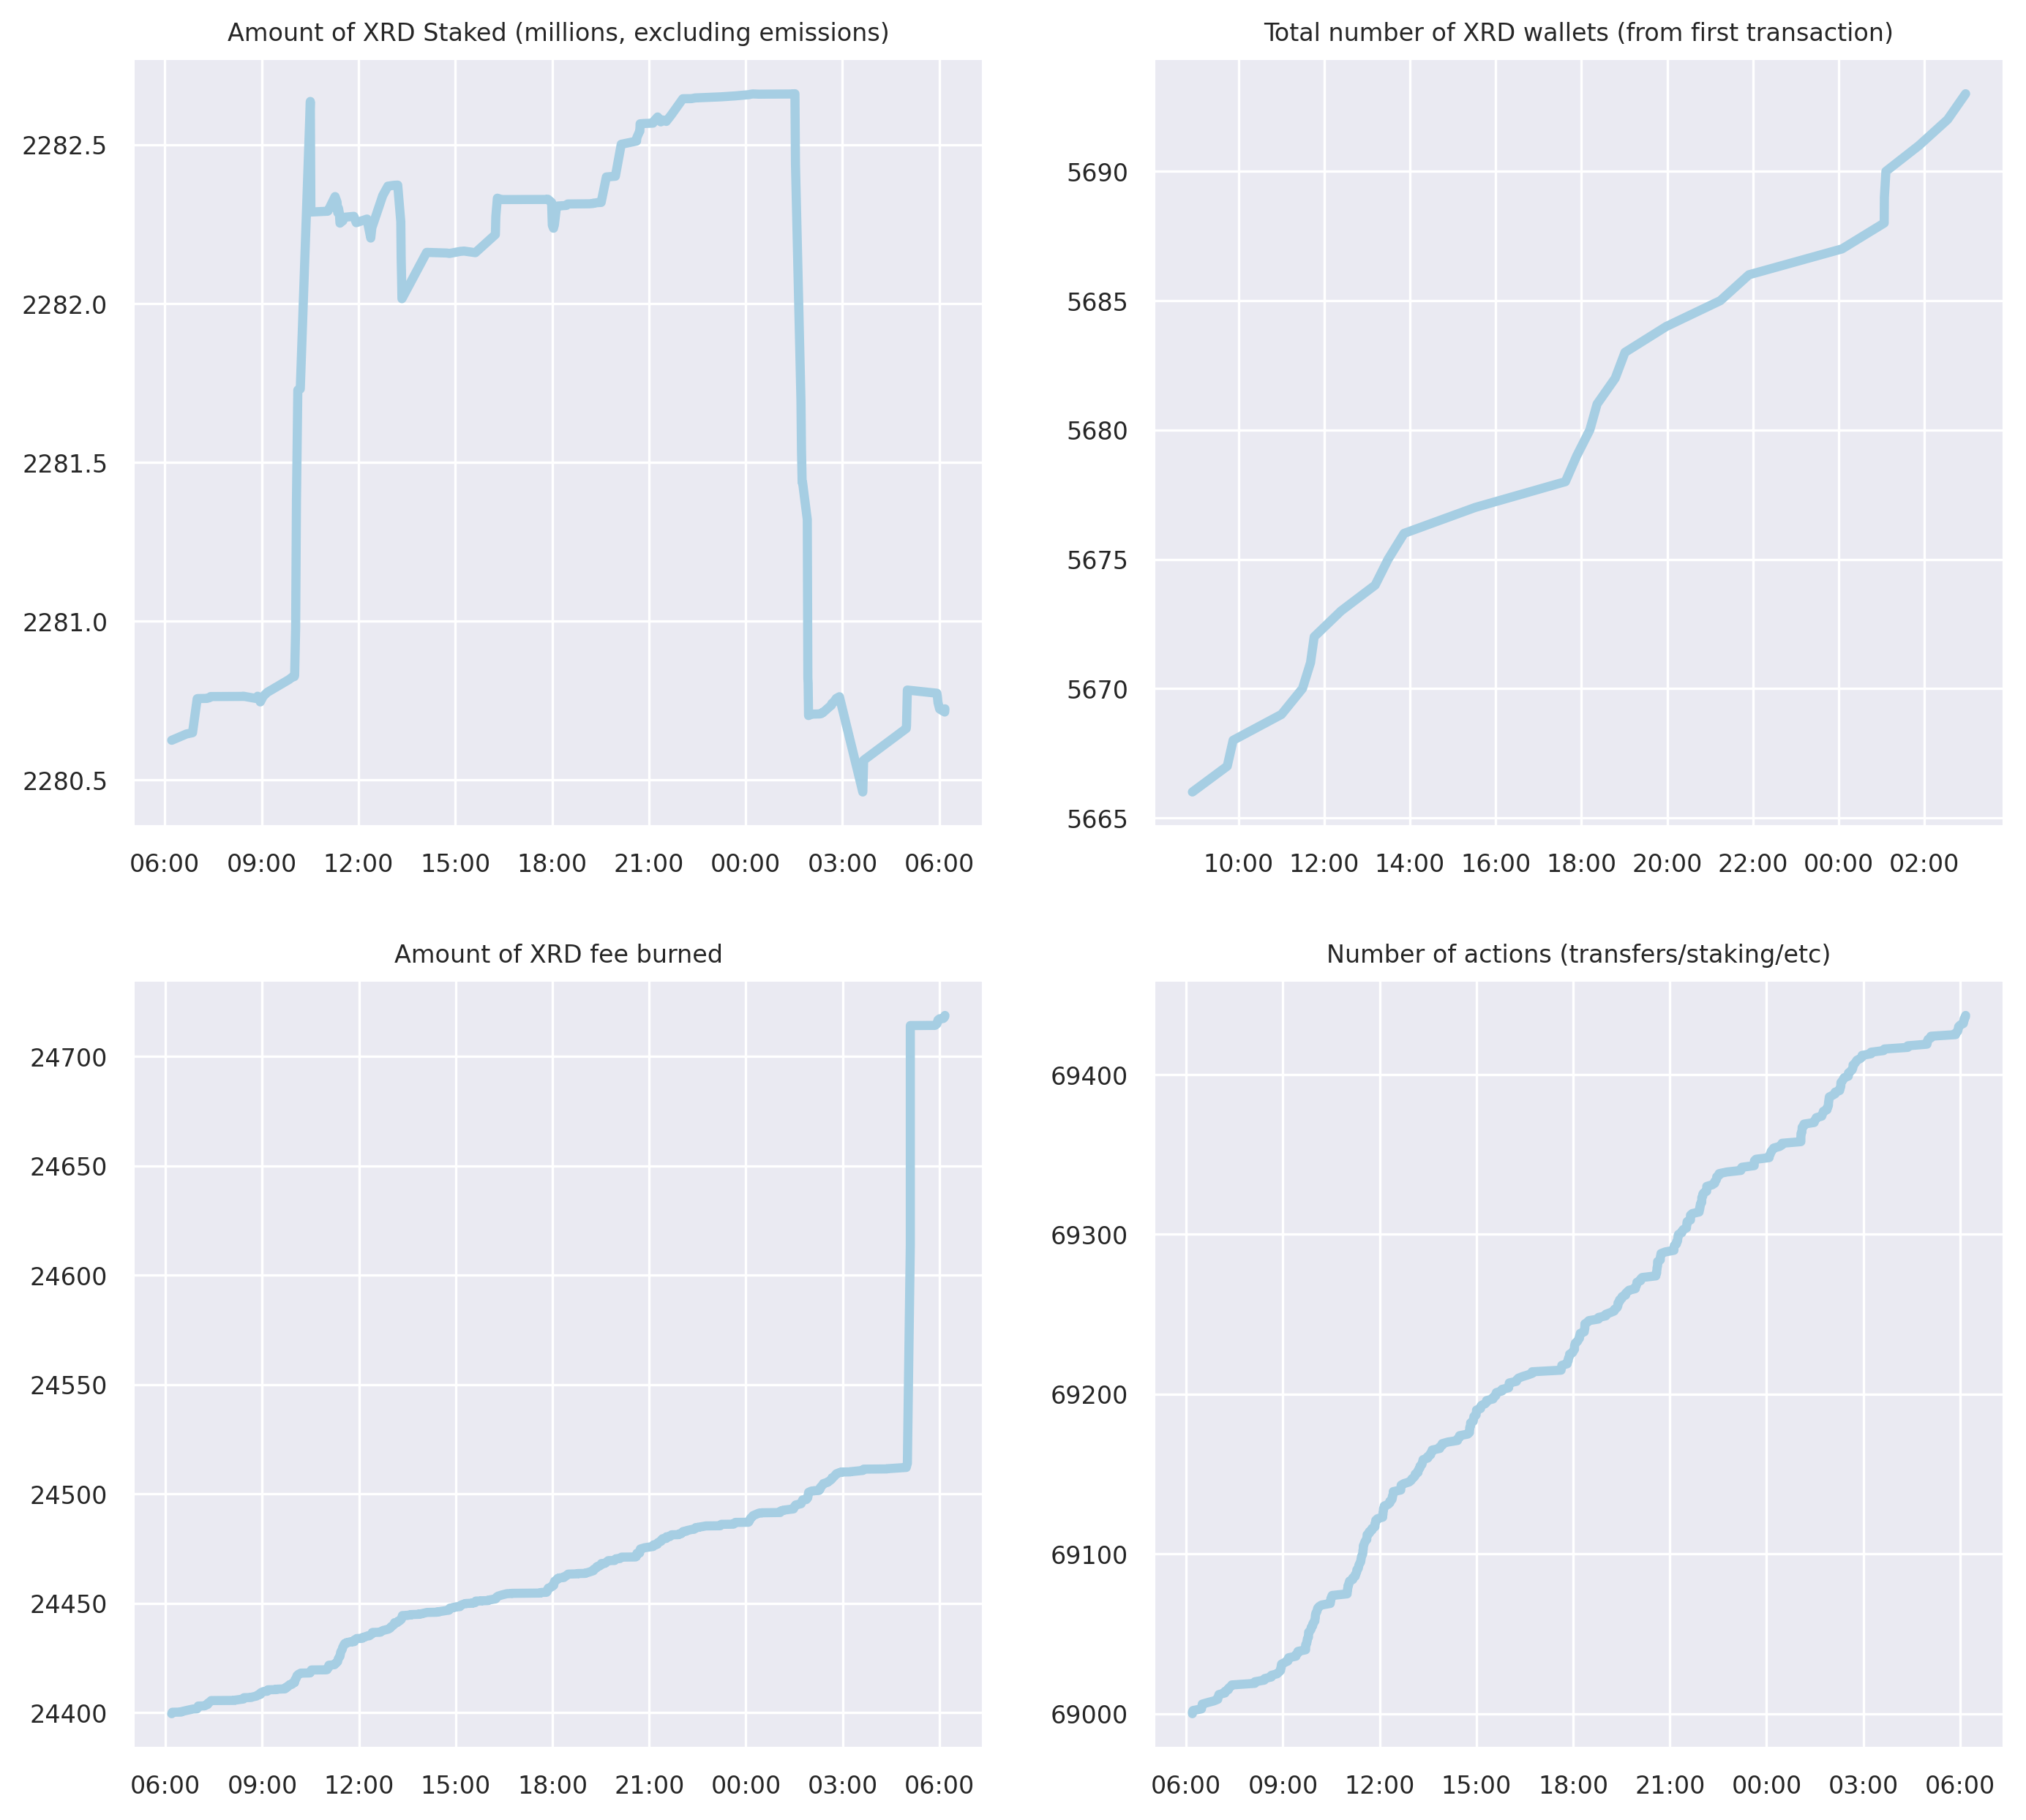 Amount of XRD Staked (millions, excluding emissions)
2282.5
2282.0
2281.5
2281.0
2280.5
06:00 09:00 12:00 15:00 18:00 21:00 00:00 03:00 06:00
Total number of XRD wallets (from first transaction)
5690
5685
5680
5675
5670
5665
10:00 12:00 14:00 16:00 18:00 20:00 22:00 00:00 02:00
Amount of XRD fee burned
24700
24650
24600
24550
24500
24450
24400
06:00 09:00 12:00 15:00 18:00 21:00 00:00 03:00 06:00
Number of actions (transfers/staking/etc)
69400
69300
69200
69100
69000
06:00 09:00 12:00 15:00 18:00 21:00 00:00 03:00 06:00